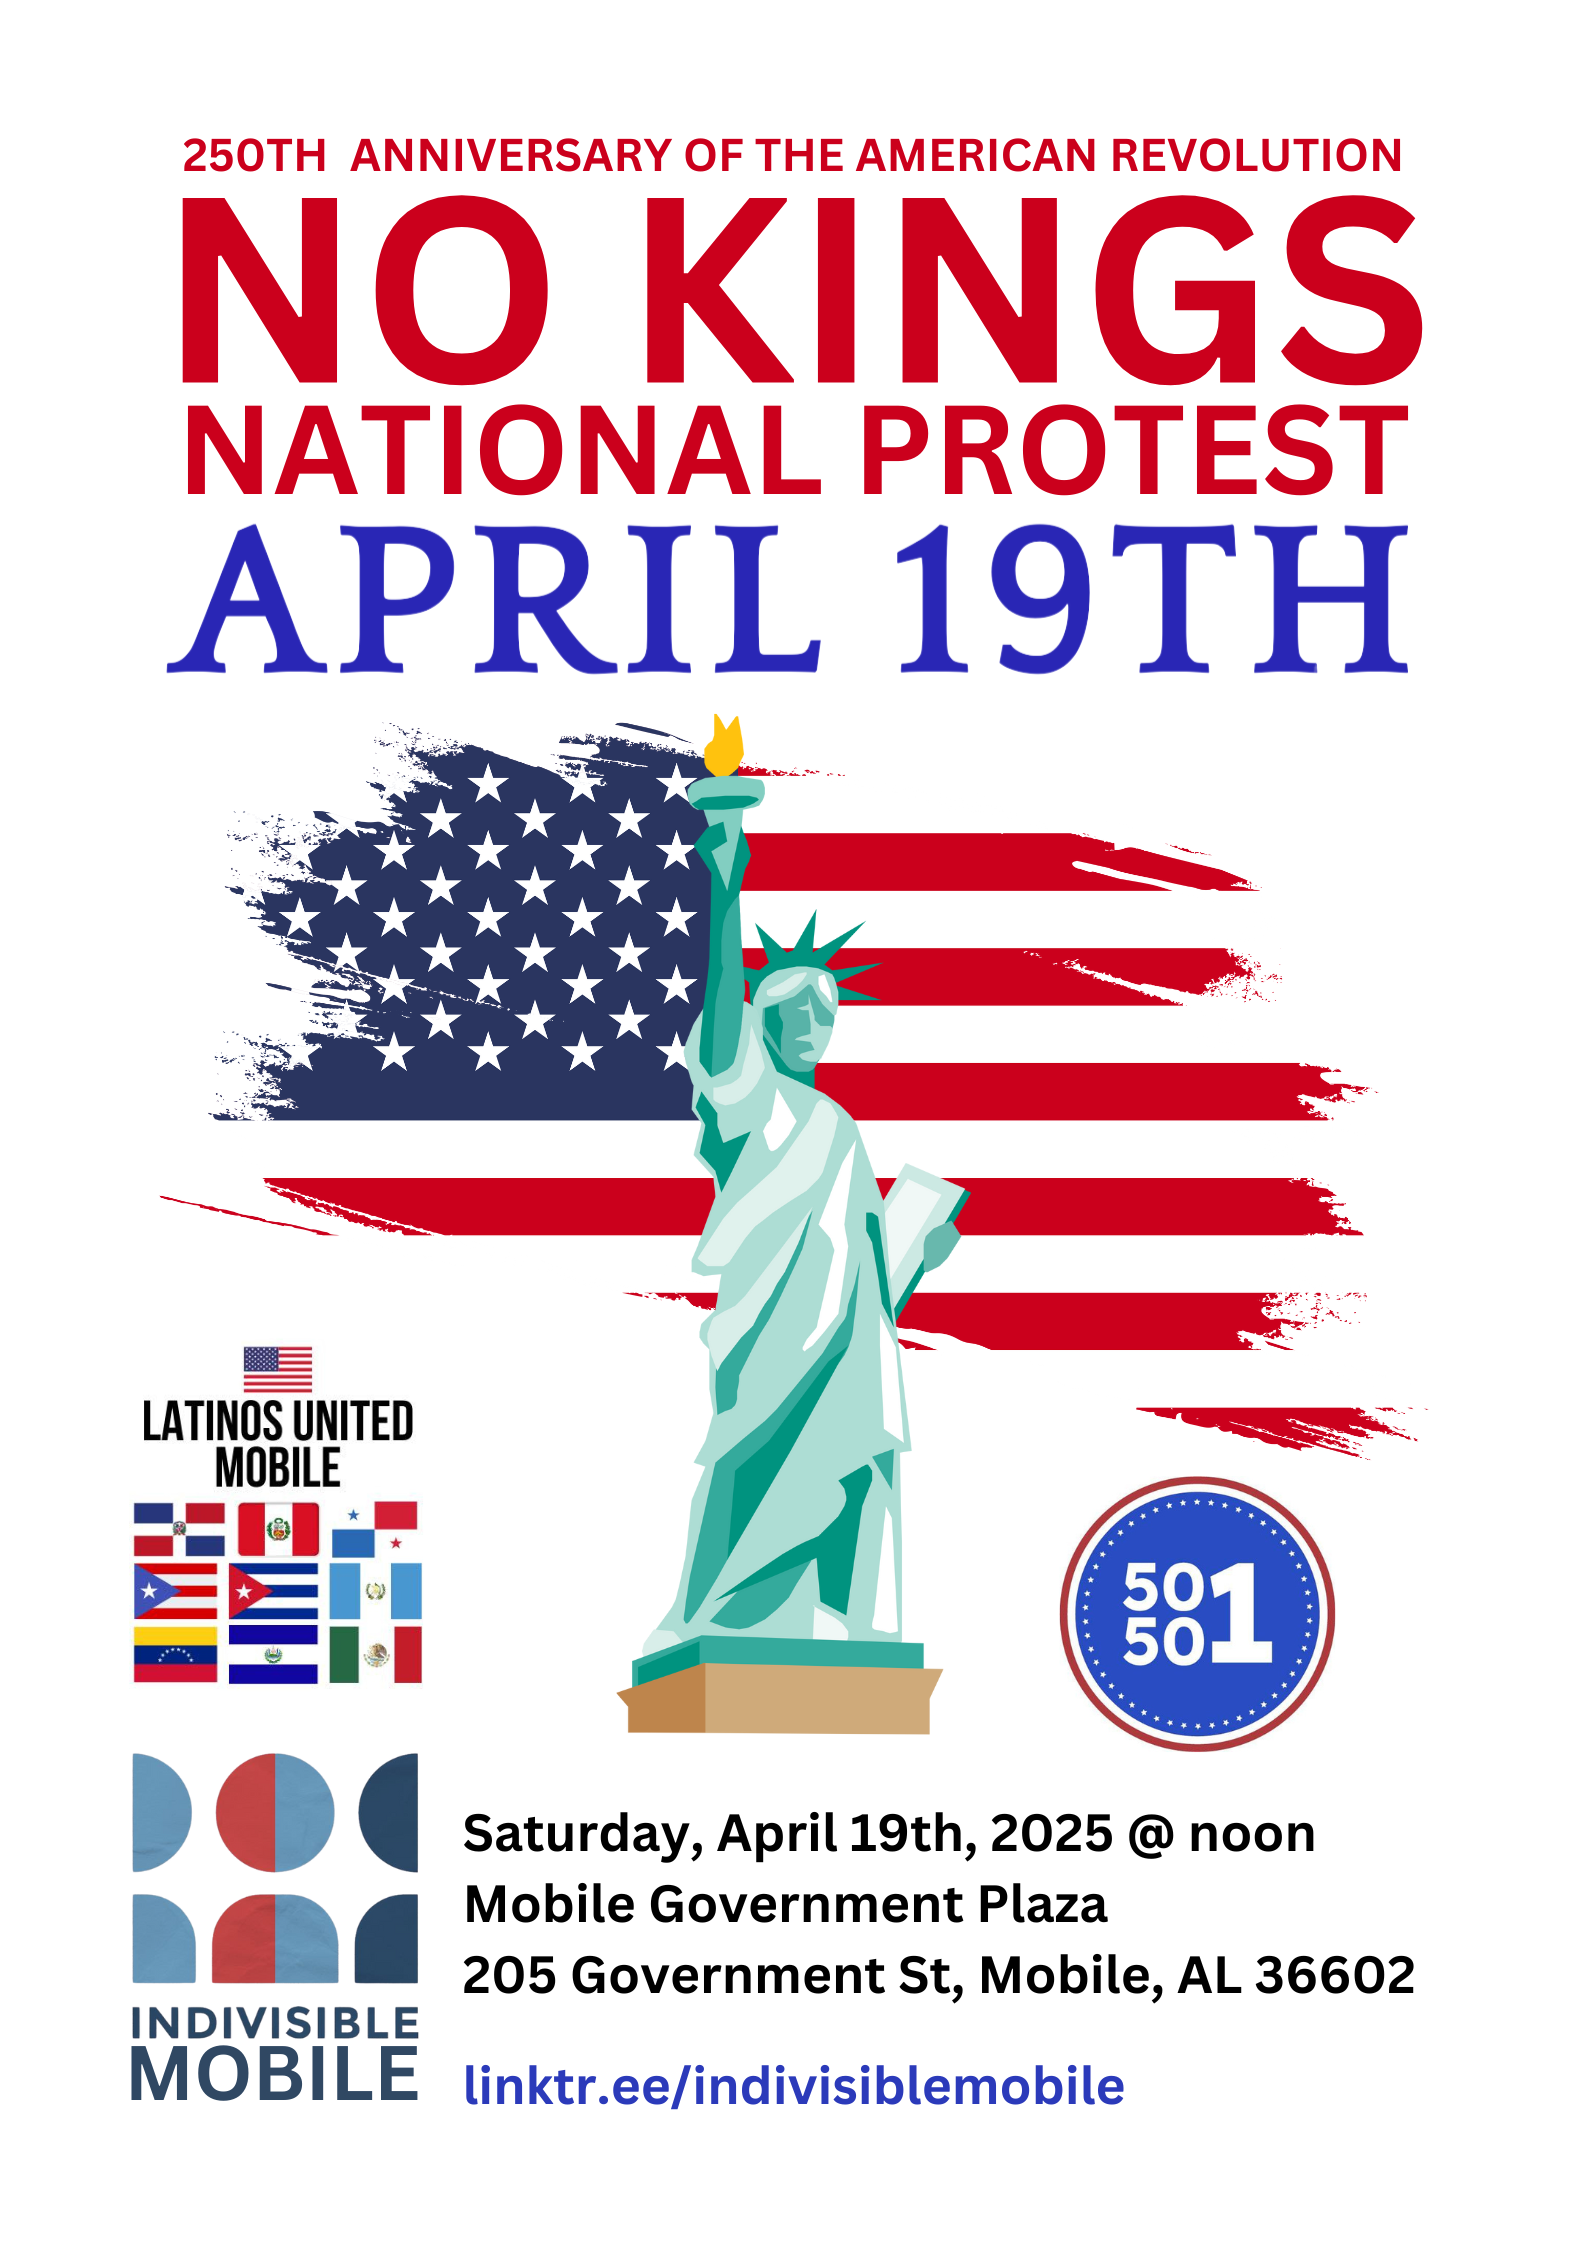 250TH ANNIVERSARY OF THE AMERICAN REVOLUTION
NO KINGS
NATIONAL PROTEST
APRIL 19TH
LATINOS UNITED
MOBILE
50
50
1
INDIVISIBLE
MOBILE
Saturday, April 19th, 2025 @ noon
Mobile Government Plaza
205 Government St, Mobile, AL 36602
linktr.ee/indivisiblemobile